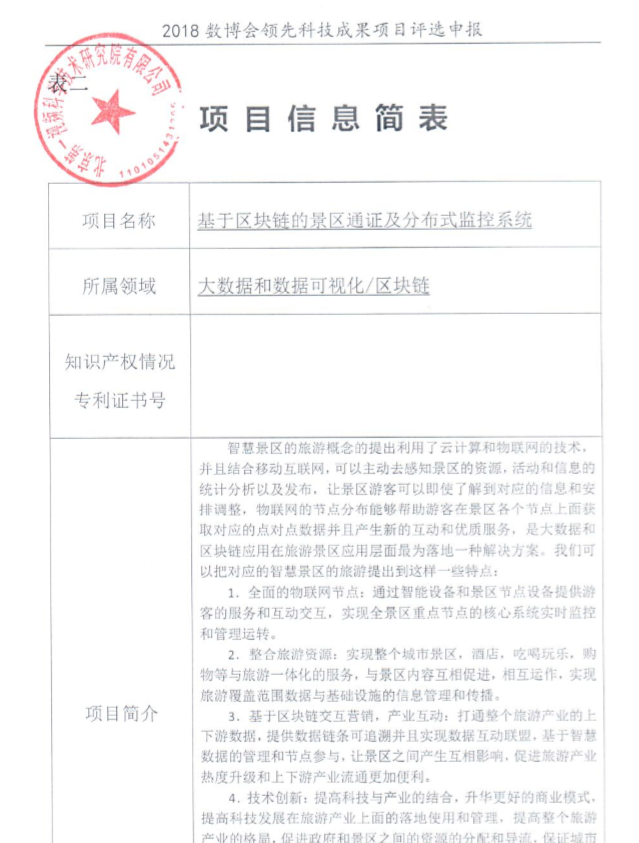 2018 数博会领先科技成果项目评选申报
表二
北京第一视频科学技术研究院有限公司
项目信息简表
项目名称
基于区块链的景区通证及分布式监控系统
所属领域
大数据和数据可视化/区块链
知识产权情况
专利证书号
项目简介
智慧景区的旅游概念的提出利用了云计算和物联网的技术，
并且结合移动互联网，可以主动去感知景区的资源，活动和信息的
统计分析以及发布，让景区游客可以即使了解到对应的信息和安
排调整，物联网的节点分布能够帮助游客在景区各个节点上面获
取对应的点对点数据并且产生新的互动和优质服务，是大数据和
区块链应用在旅游景区应用层面最为落地一种解决方案。我们可
以把对应的智慧景区的旅游提出到这样一些特点：
1．全面的物联网节点：通过智能设备和景区节点设备提供游
客的服务和互动交互，实现全景区重点节点的核心系统实时监控
和管理运转。
2．整合旅游资源：实现整个城市景区，酒店，吃喝玩乐，购
物等与旅游一体化的服务，与景区内容互相促进，相互运作，实现
旅游覆盖范围数据与基础设施的信息管理和传播。
3．基于区块链交互营销，产业互动：打通整个旅游产业的上
下游数据，提供数据链条可追溯并且实现数据互动联盟，基于智慧
数据的管理和节点参与，让景区之间产生互相影响，促进旅游产业
热度升级和上下游产业流通更加便利。
4．技术创新：提高科技与产业的结合，升华更好的商业模式，
提高科技发展在旅游产业上面的落地使用和管理，提高整个旅游
产业的格局，促进政府和景区之间的资源的分配和导流，保证城市